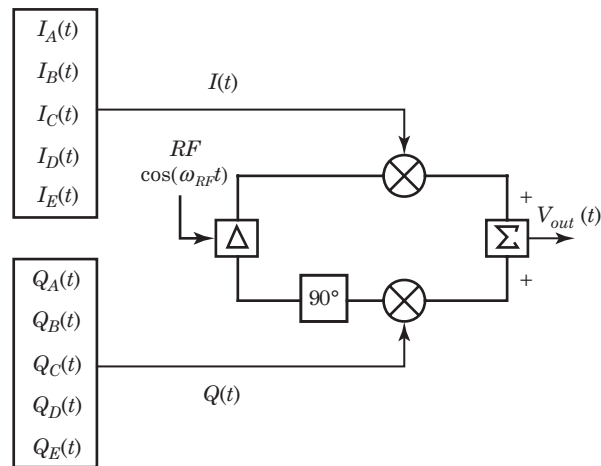 I_A(t)
I_B(t)
I_C(t)
I_D(t)
I_E(t)
I(t)
RF
cos(ω_RF t)
Δ
90°
+
Σ
V_out (t)
+
Q_A(t)
Q_B(t)
Q_C(t)
Q_D(t)
Q_E(t)
Q(t)